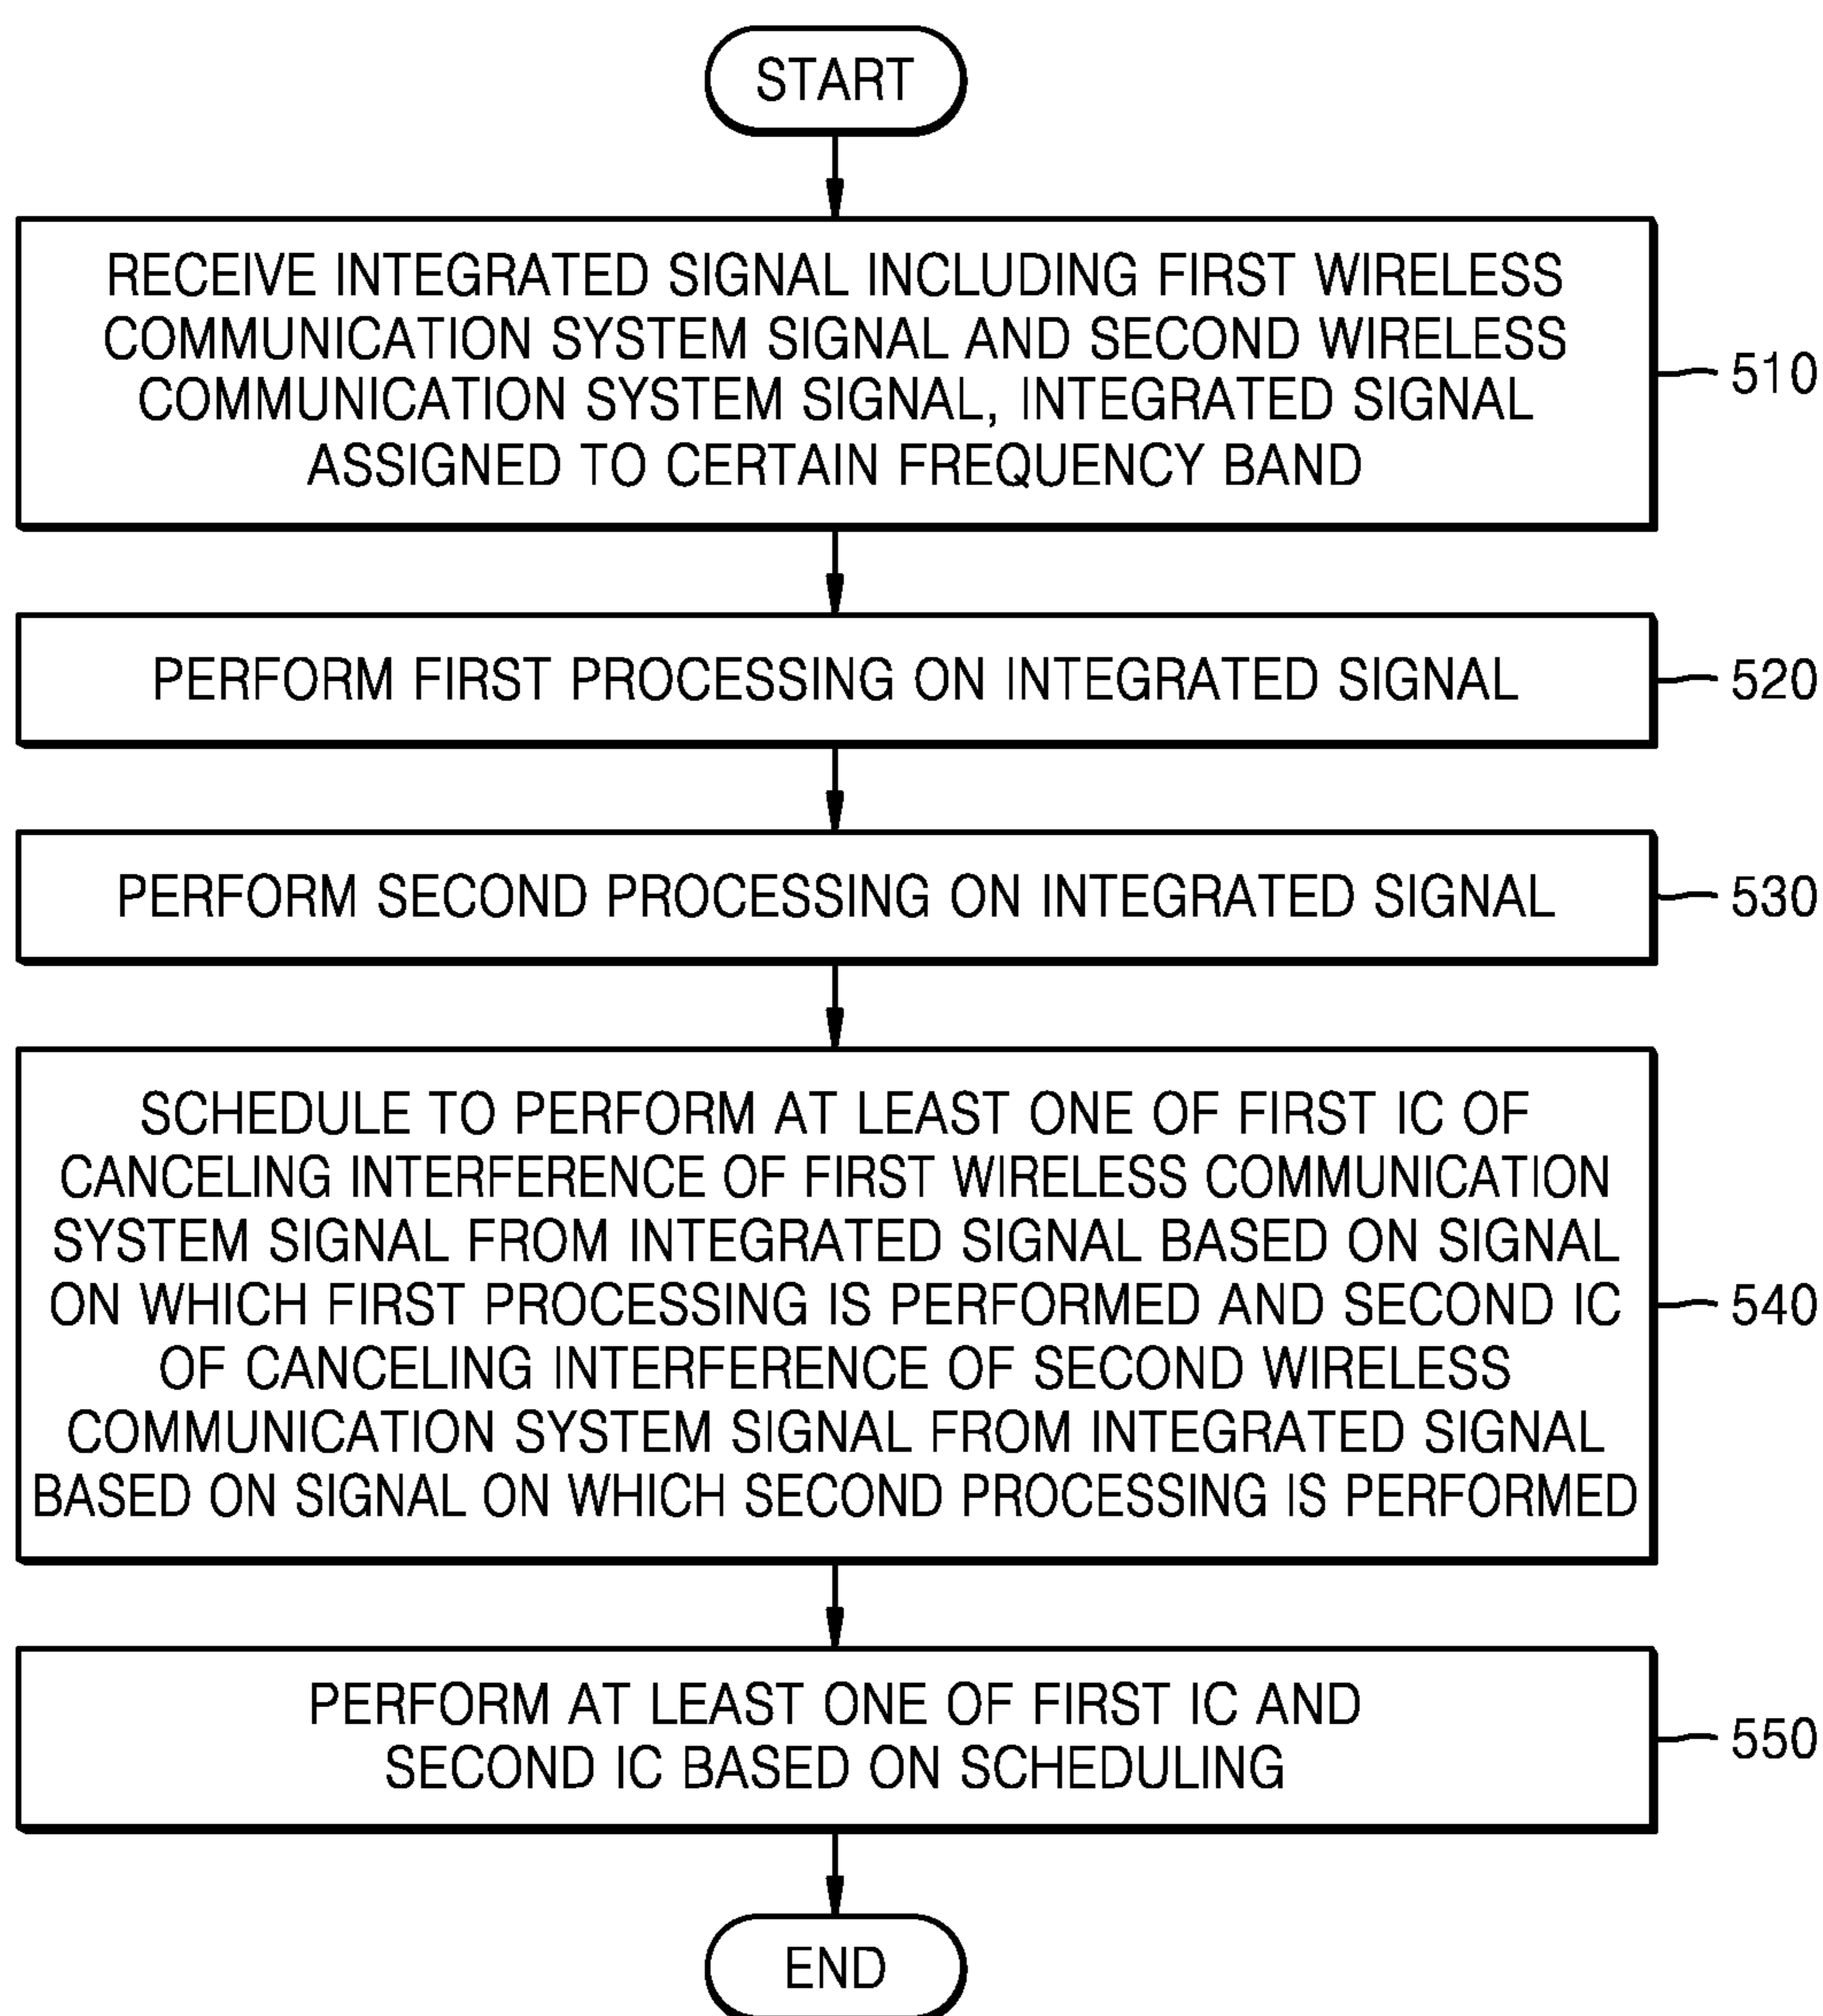 START
RECEIVE INTEGRATED SIGNAL INCLUDING FIRST WIRELESS
COMMUNICATION SYSTEM SIGNAL AND SECOND WIRELESS
COMMUNICATION SYSTEM SIGNAL, INTEGRATED SIGNAL
ASSIGNED TO CERTAIN FREQUENCY BAND
510
PERFORM FIRST PROCESSING ON INTEGRATED SIGNAL
520
PERFORM SECOND PROCESSING ON INTEGRATED SIGNAL
530
SCHEDULE TO PERFORM AT LEAST ONE OF FIRST IC OF
CANCELING INTERFERENCE OF FIRST WIRELESS COMMUNICATION
SYSTEM SIGNAL FROM INTEGRATED SIGNAL BASED ON SIGNAL
ON WHICH FIRST PROCESSING IS PERFORMED AND SECOND IC
OF CANCELING INTERFERENCE OF SECOND WIRELESS
COMMUNICATION SYSTEM SIGNAL FROM INTEGRATED SIGNAL
BASED ON SIGNAL ON WHICH SECOND PROCESSING IS PERFORMED
540
PERFORM AT LEAST ONE OF FIRST IC AND
SECOND IC BASED ON SCHEDULING
550
END